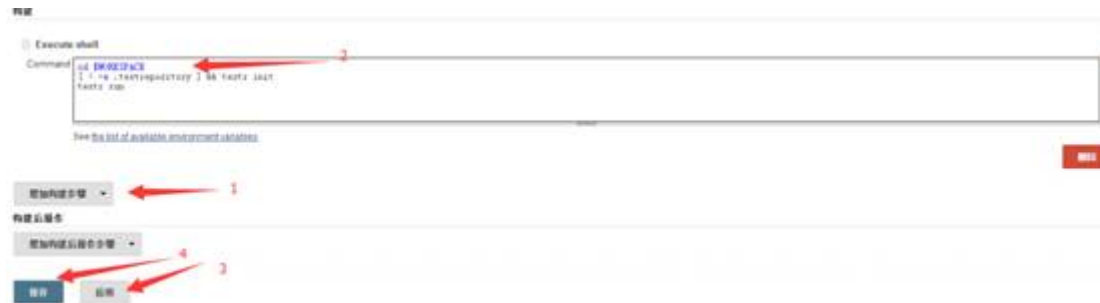 构建
Execute shell
2
Command
cd $WORKSPACE
[ ! -e .testrepository ] && testr init
testr run
See the list of available environment variables
删除
增加构建步骤
1
构建后操作
增加构建后操作步骤
4
3
保存
应用